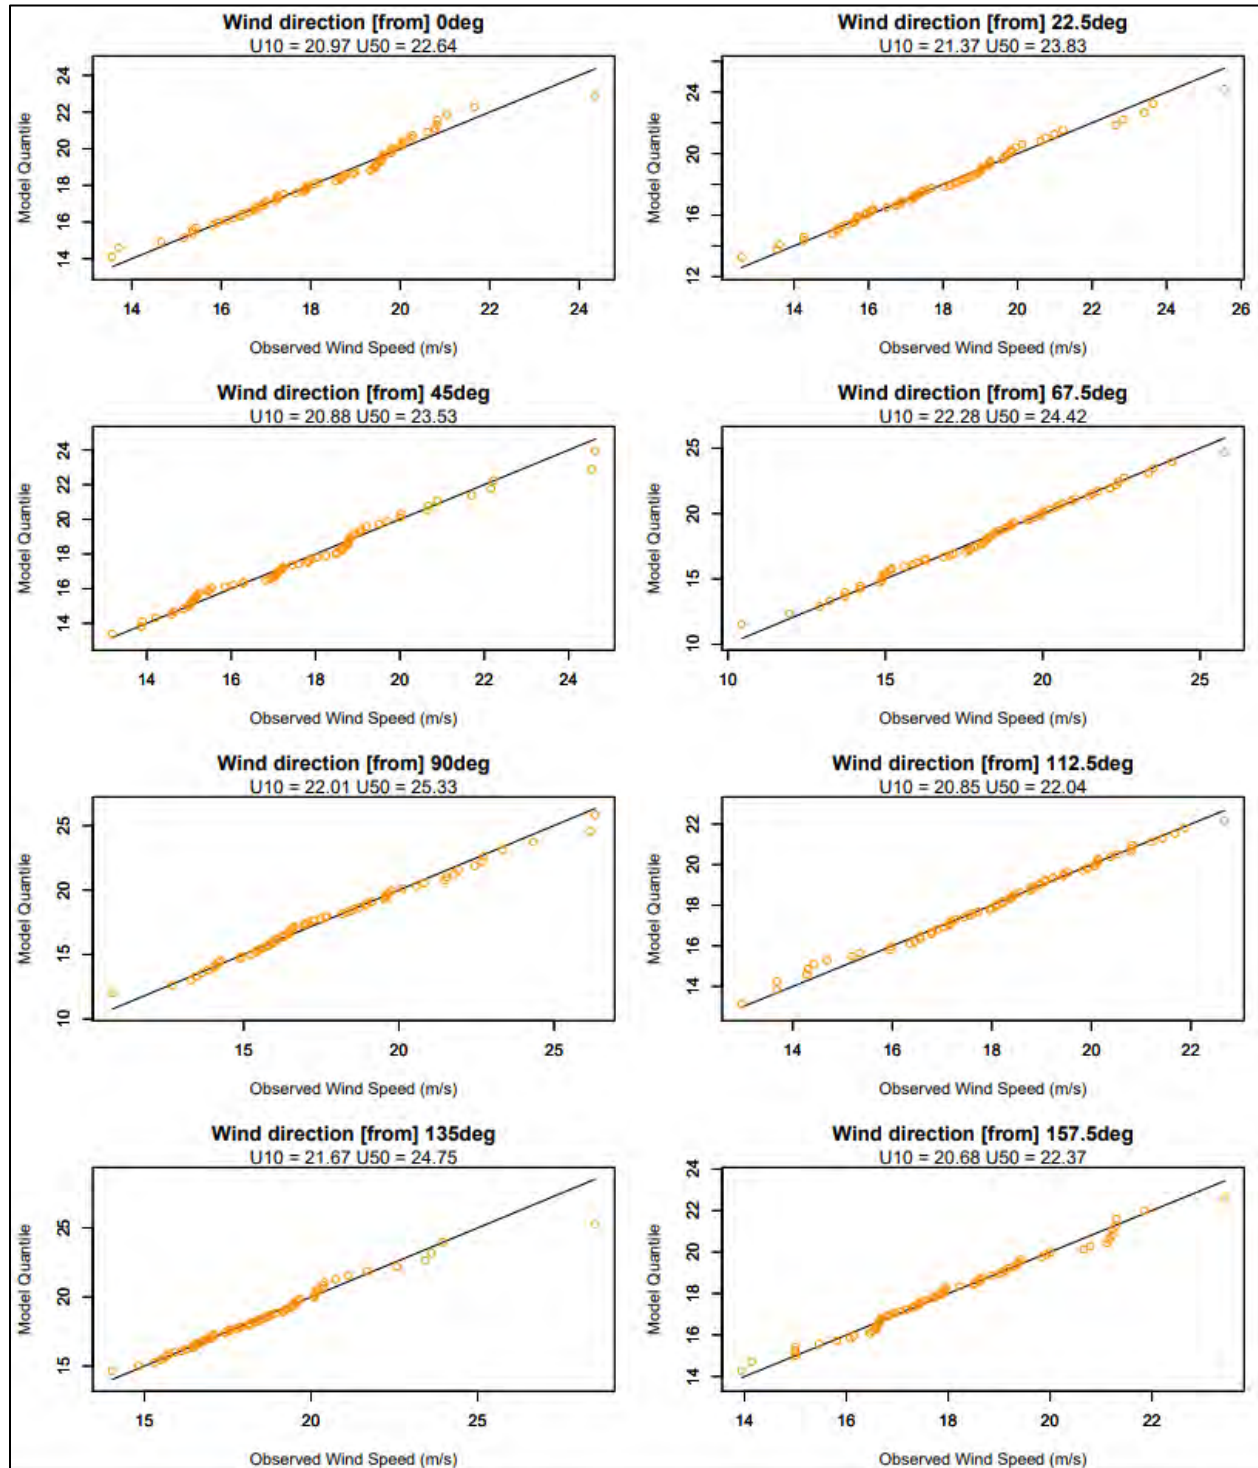 Wind direction [from] 0deg
U10 = 20.97 U50 = 22.64
Model Quantile
24
22
20
18
16
14
14 16 18 20 22 24
Observed Wind Speed (m/s)
Wind direction [from] 22.5deg
U10 = 21.37 U50 = 23.83
Model Quantile
24
20
16
12
14 16 18 20 22 24 26
Observed Wind Speed (m/s)
Wind direction [from] 45deg
U10 = 20.88 U50 = 23.53
Model Quantile
24
22
20
18
16
14
14 16 18 20 22 24
Observed Wind Speed (m/s)
Wind direction [from] 67.5deg
U10 = 22.28 U50 = 24.42
Model Quantile
25
20
15
10
10 15 20 25
Observed Wind Speed (m/s)
Wind direction [from] 90deg
U10 = 22.01 U50 = 25.33
Model Quantile
25
20
15
10
15 20 25
Observed Wind Speed (m/s)
Wind direction [from] 112.5deg
U10 = 20.85 U50 = 22.04
Model Quantile
22
20
18
16
14
14 16 18 20 22
Observed Wind Speed (m/s)
Wind direction [from] 135deg
U10 = 21.67 U50 = 24.75
Model Quantile
25
20
15
15 20 25
Observed Wind Speed (m/s)
Wind direction [from] 157.5deg
U10 = 20.68 U50 = 22.37
Model Quantile
24
22
20
18
16
14
14 16 18 20 22
Observed Wind Speed (m/s)